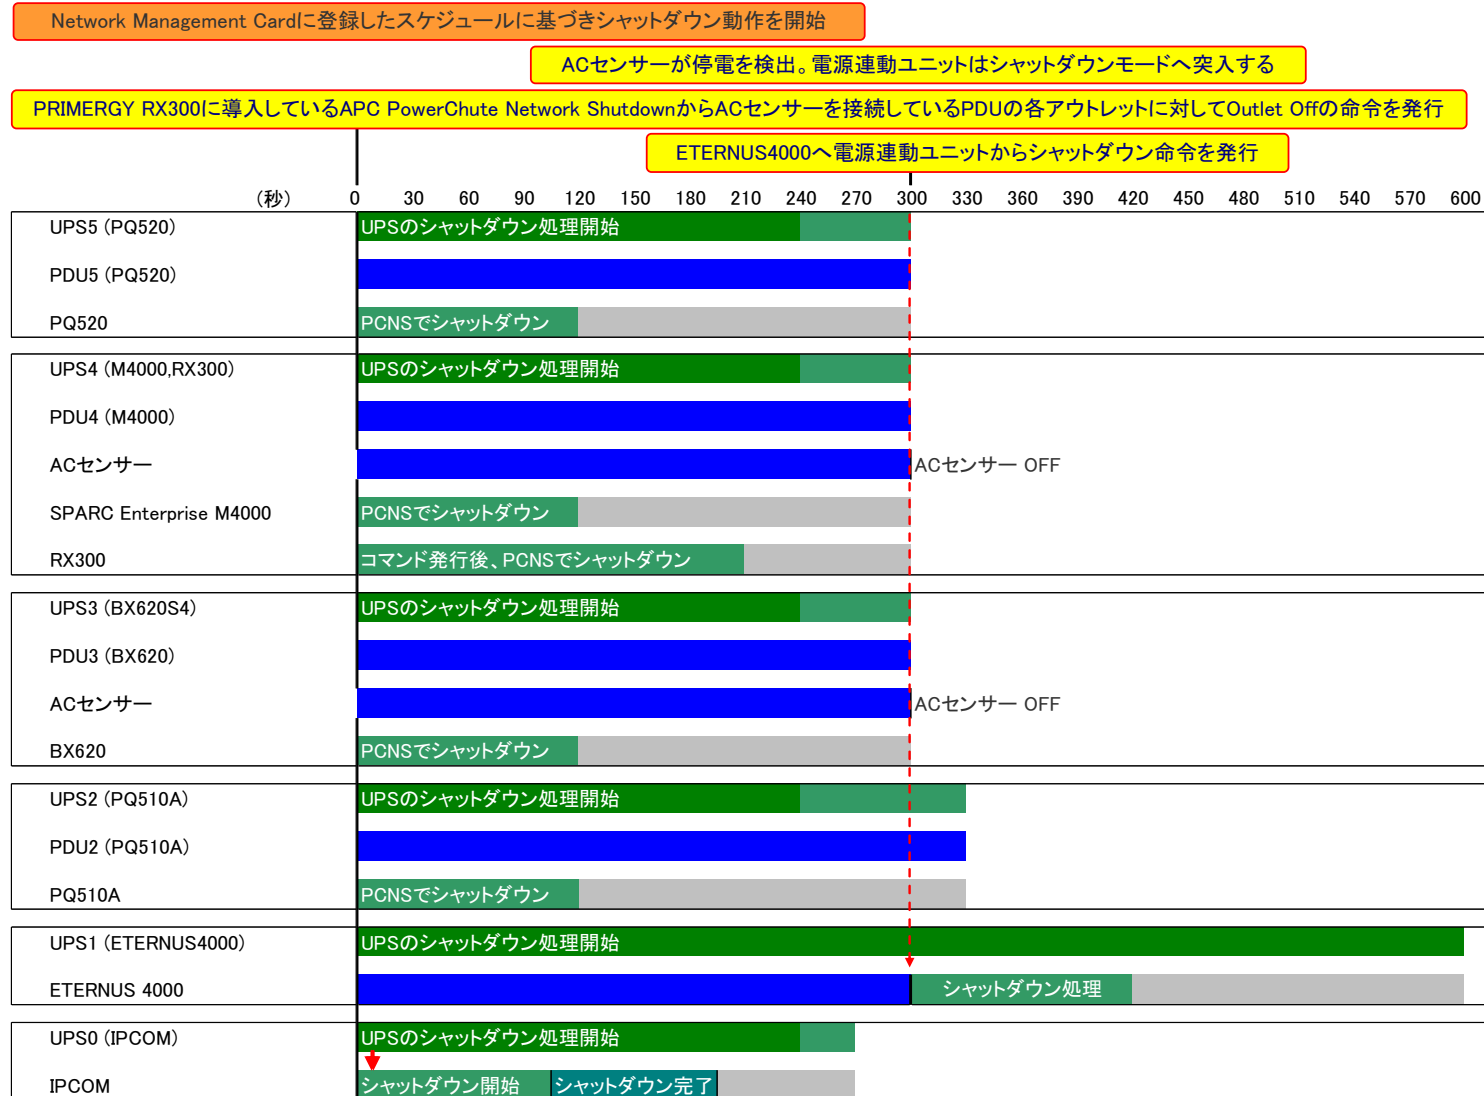 Network Management Cardに登録したスケジュールに基づきシャットダウン動作を開始
ACセンサーが停電を検出。電源連動ユニットはシャットダウンモードへ突入する
PRIMERGY RX300に導入しているAPC PowerChute Network ShutdownからACセンサーを接続しているPDUの各アウトレットに対してOutlet Offの命令を発行
ETERNUS4000へ電源連動ユニットからシャットダウン命令を発行
(秒) 0 30 60 90 120 150 180 210 240 270 300 330 360 390 420 450 480 510 540 570 600
UPS5 (PQ520) UPSのシャットダウン処理開始
PDU5 (PQ520)
PQ520 PCNSでシャットダウン
UPS4 (M4000,RX300) UPSのシャットダウン処理開始
PDU4 (M4000)
ACセンサー ACセンサー OFF
SPARC Enterprise M4000 PCNSでシャットダウン
RX300 コマンド発行後、PCNSでシャットダウン
UPS3 (BX620S4) UPSのシャットダウン処理開始
PDU3 (BX620)
ACセンサー ACセンサー OFF
BX620 PCNSでシャットダウン
UPS2 (PQ510A) UPSのシャットダウン処理開始
PDU2 (PQ510A)
PQ510A PCNSでシャットダウン
UPS1 (ETERNUS4000) UPSのシャットダウン処理開始
ETERNUS 4000 シャットダウン処理
UPS0 (IPCOM) UPSのシャットダウン処理開始
IPCOM シャットダウン開始 シャットダウン完了